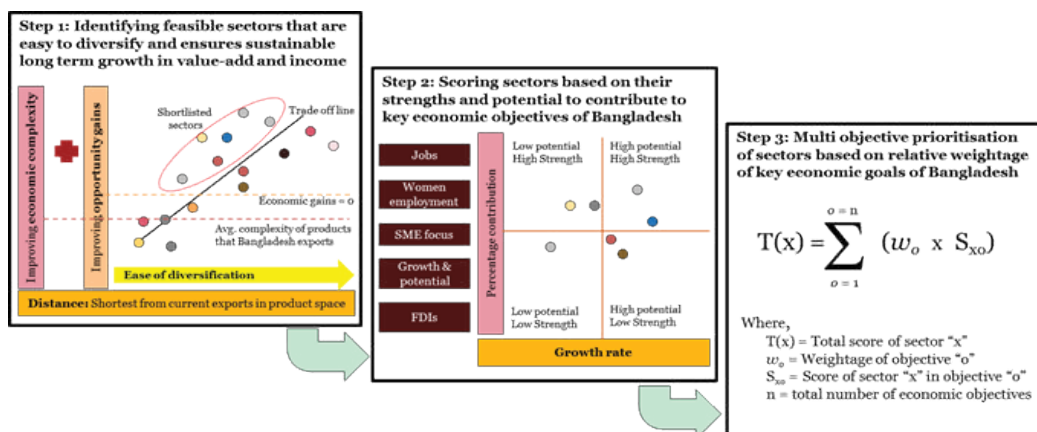 Step 1: Identifying feasible sectors that are
easy to diversify and ensures sustainable
long term growth in value-add and income
Improving economic complexity
Improving opportunity gains
Shortlisted
sectors
Trade off line
Economic gains = 0
Avg. complexity of products
that Bangladesh exports
Ease of diversification
Distance: Shortest from current exports in product space
Step 2: Scoring sectors based on their
strengths and potential to contribute to
key economic objectives of Bangladesh
Jobs
Women
employment
SME focus
Growth &
potential
FDIs
Percentage contribution
Low potential
High Strength
High potential
High Strength
Low potential
Low Strength
High potential
Low Strength
Growth rate
Step 3: Multi objective prioritisation
of sectors based on relative weightage
of key economic goals of Bangladesh
o = n
T(x) = ∑ (wₒ x Sₓₒ)
o = 1
Where,
T(x) = Total score of sector “x”
wₒ = Weightage of objective “o”
Sₓₒ = Score of sector “x” in objective “o”
n = total number of economic objectives